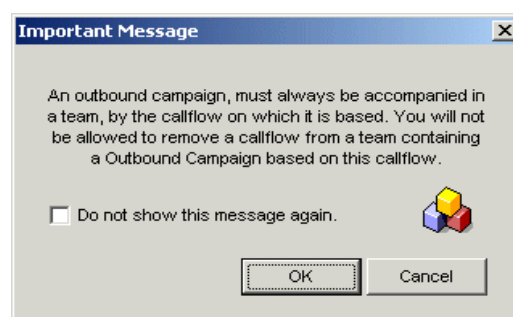 Important Message
An outbound campaign, must always be accompanied in
a team, by the callflow on which it is based. You will not
be allowed to remove a callflow from a team containing
a Outbound Campaign based on this callflow.
Do not show this message again.
OK
Cancel